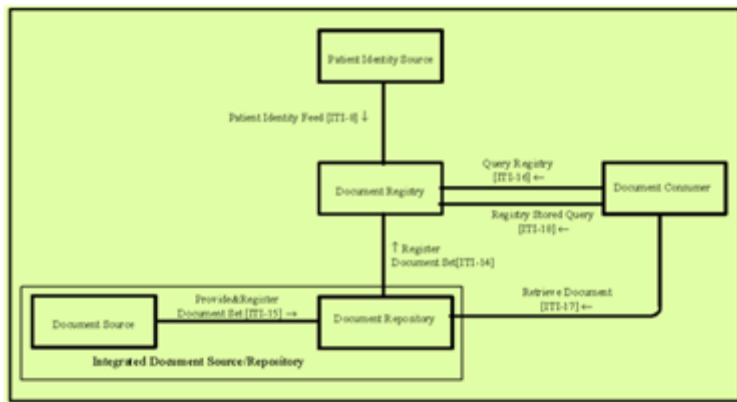 Patient Identity Source
Patient Identity Feed [ITI-8] ↓
Query Registry
[ITI-16] ←
Document Registry
Document Consumer
Registry Stored Query
[ITI-18] ←
↑ Register
Document Set[ITI-14]
Retrieve Document
[ITI-17] ←
Provide&Register
Document Set [ITI-15] →
Document Source
Document Repository
Integrated Document Source/Repository